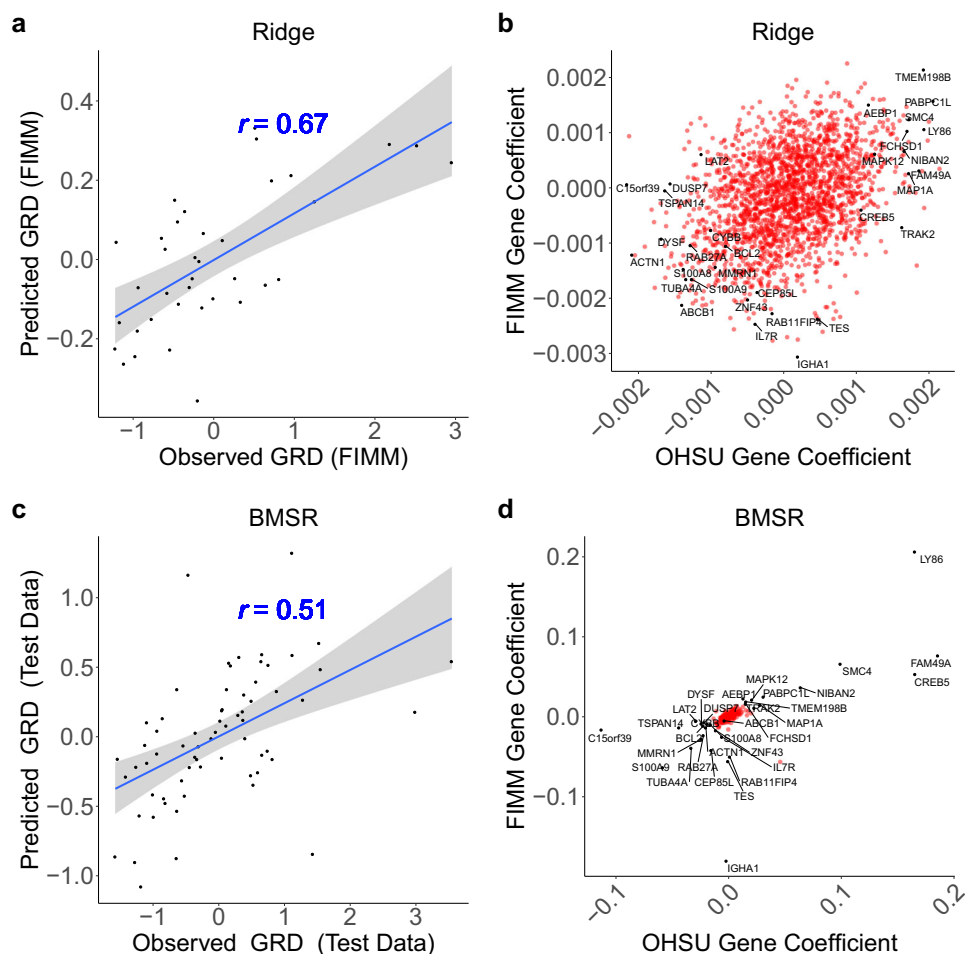 a
Ridge
r = 0.67
Predicted GRD (FIMM)
0.4
0.2
0.0
−0.2
−1
0
1
2
3
Observed GRD (FIMM)
b
Ridge
FIMM Gene Coefficient
0.002
0.001
0.000
−0.001
−0.002
−0.003
TMEM198B
PABPC1L
AEBP1
SMC4
LY86
FCHSD1
LAT2
MAPK12
NIBAN2
FAM49A
C15orf39
DUSP7
MAP1A
TSPAN14
CREB5
TRAK2
CYBB
DYSF
BCL2
RAB27A
ACTN1
S100A8
MMRN1
TUBA4A
S100A9
CEP85L
ABCB1
ZNF43
RAB11FIP4
TES
IL7R
IGHA1
−0.002
−0.001
0.000
0.001
0.002
OHSU Gene Coefficient
c
BMSR
r = 0.51
Predicted GRD (Test Data)
1.0
0.5
0.0
−0.5
−1.0
−1
0
1
2
3
Observed GRD (Test Data)
d
BMSR
FIMM Gene Coefficient
0.2
0.1
0.0
−0.1
LY86
SMC4
FAM49A
CREB5
MAPK12
DYSF
AEBP1
PABPC1L
NIBAN2
LAT2
DUSP7
TRAK2
TMEM198B
TSPAN14
CYBB
ABCB1
MAP1A
C15orf39
BCL2
S100A8
FCHSD1
MMRN1
ACTN1
ZNF43
S100A9
RAB27A
IL7R
TUBA4A
CEP85L
RAB11FIP4
TES
IGHA1
−0.1
0.0
0.1
0.2
OHSU Gene Coefficient